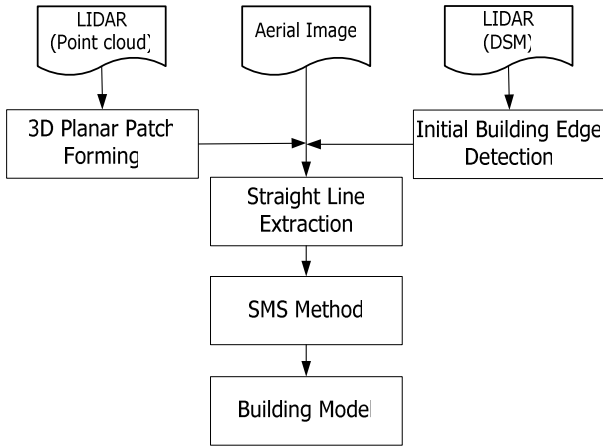 LIDAR
(Point cloud)
Aerial Image
LIDAR
(DSM)
3D Planar Patch
Forming
Initial Building Edge
Detection
Straight Line
Extraction
SMS Method
Building Model